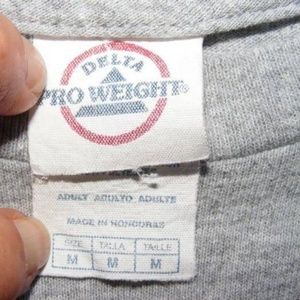 DELTA
PRO WEIGHT®
ADULT ADULTO ADULTE
MADE IN HONDURAS
SIZE TALLA TAILLE
M M M